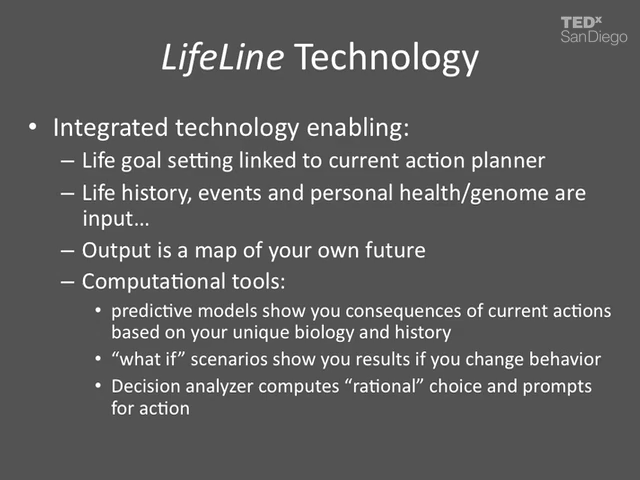 TEDx
SanDiego
LifeLine Technology
• Integrated technology enabling:
– Life goal setting linked to current action planner
– Life history, events and personal health/genome are
input…
– Output is a map of your own future
– Computational tools:
• predictive models show you consequences of current actions
based on your unique biology and history
• “what if” scenarios show you results if you change behavior
• Decision analyzer computes “rational” choice and prompts
for action